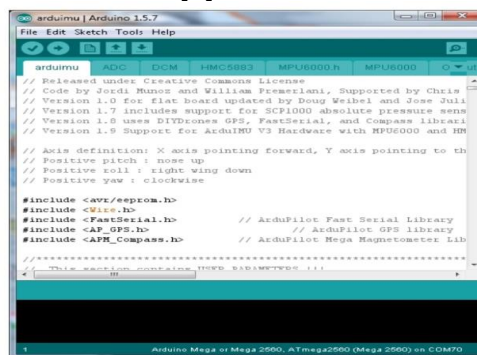 arduimu | Arduino 1.5.7
File Edit Sketch Tools Help
arduimu ADC DCM HMC5883 MPU6000.h MPU6000
// Released under Creative Commons License
// Code by Jordi Munoz and William Premerlani, Supported by Chris
// Version 1.0 for flat board updated by Doug Weibel and Jose Juli
// Version 1.7 includes support for SCP1000 absolute pressure sens
// Version 1.8 uses DIYDrones GPS, FastSerial, and Compass librari
// Version 1.9 Support for ArduIMU V3 Hardware with MPU6000 and HM
// Axis definition: X axis pointing forward, Y axis pointing to th
// Positive pitch : nose up
// Positive roll : right wing down
// Positive yaw : clockwise
#include <avr/eeprom.h>
#include <Wire.h>
#include <FastSerial.h> // ArduPilot Fast Serial Library
#include <AP_GPS.h> // ArduPilot GPS library
#include <APM_Compass.h> // ArduPilot Mega Magnetometer Lib
//**********************************************************
// This section contains USER PARAMETERS !!!
1 Arduino Mega or Mega 2560, ATmega2560 (Mega 2560) on COM70